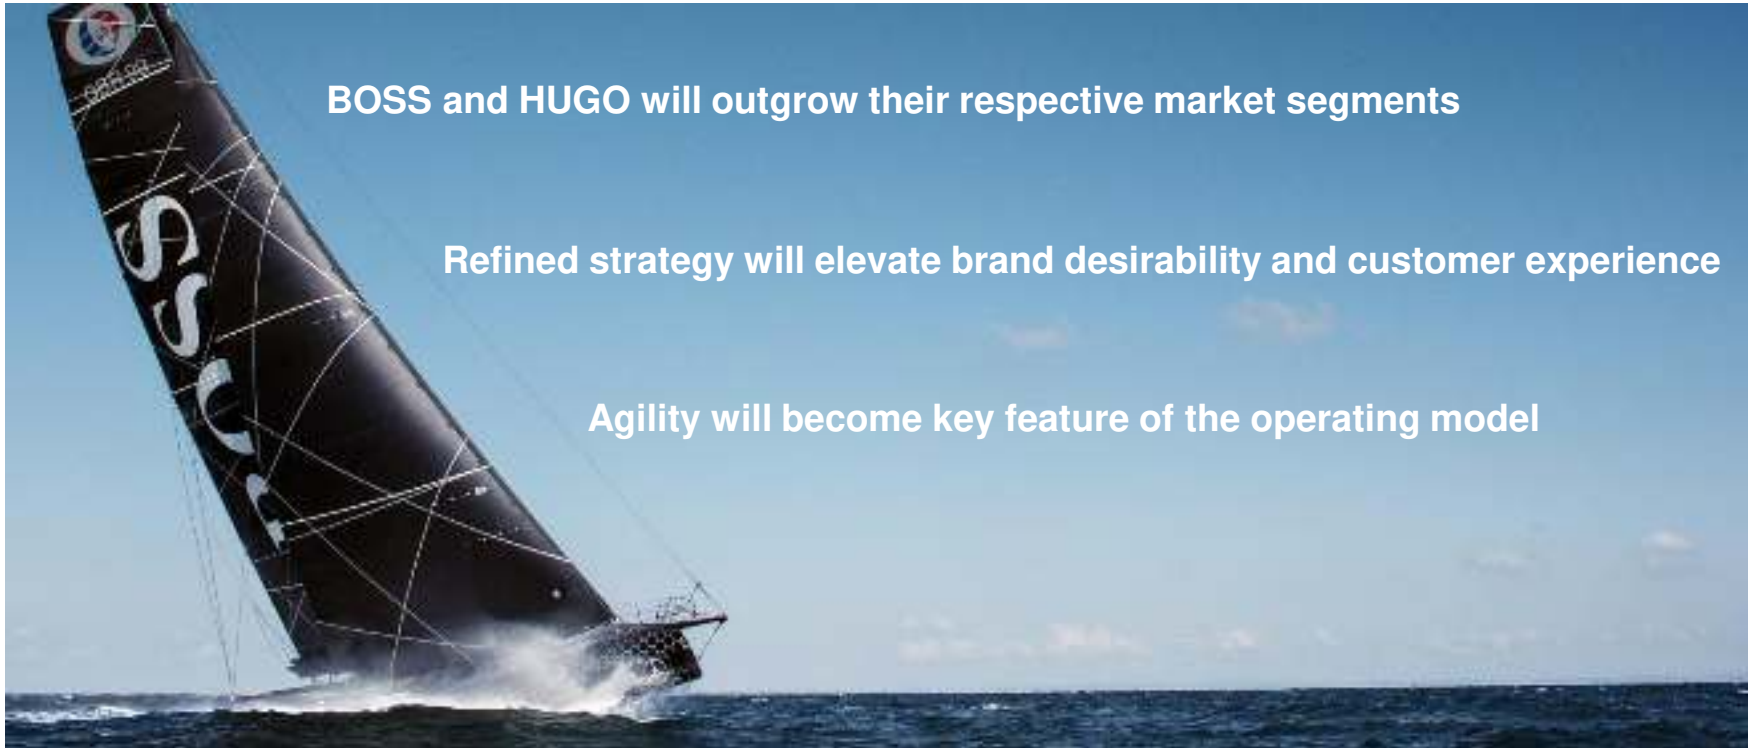 BOSS and HUGO will outgrow their respective market segments
Refined strategy will elevate brand desirability and customer experience
Agility will become key feature of the operating model
BOSS